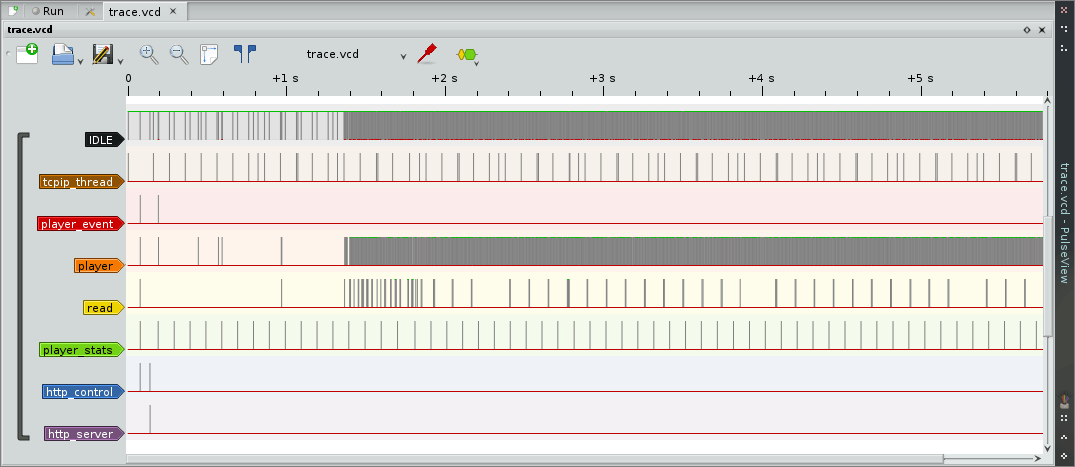 Run
trace.vcd
trace.vcd
trace.vcd
0 +1 s +2 s +3 s +4 s +5 s
IDLE
tcpip_thread
player_event
player
read
player_stats
http_control
http_server
trace.vcd - PulseView